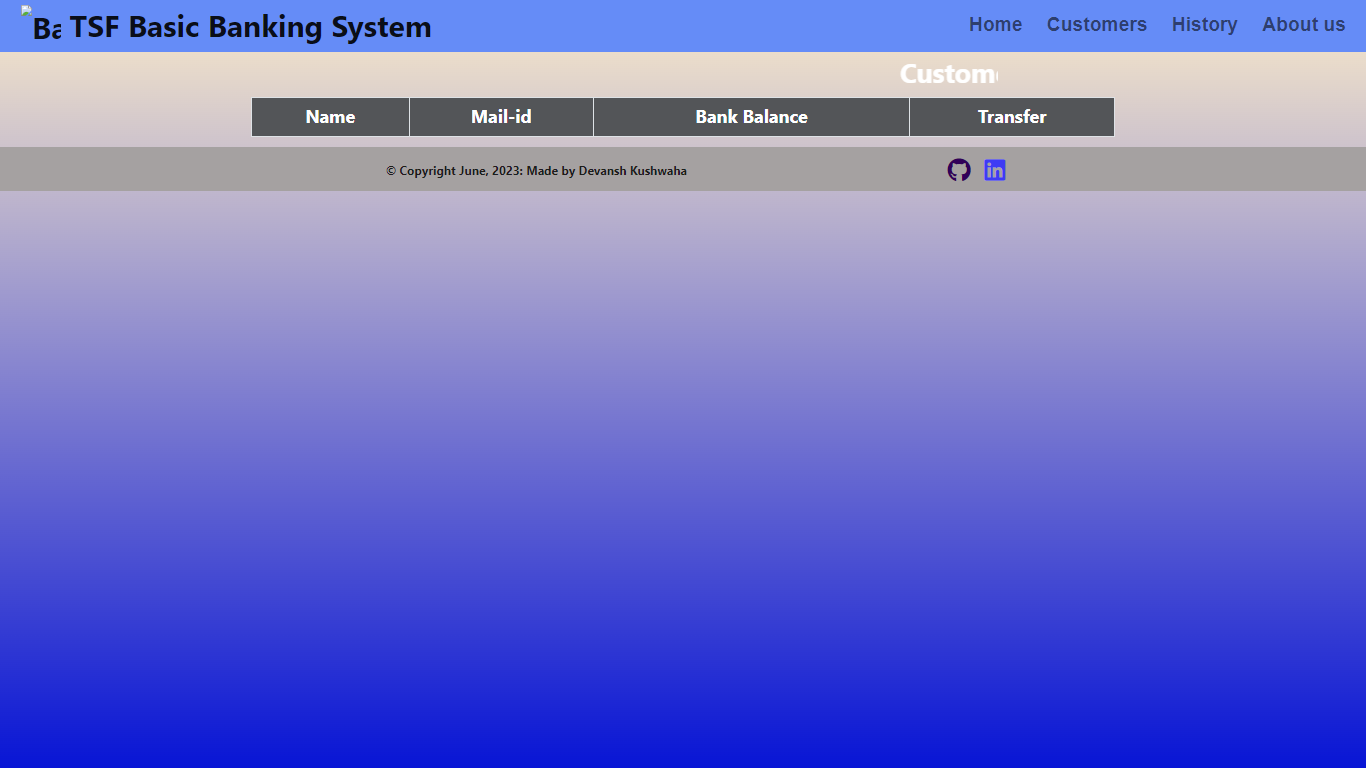 Ba TSF Basic Banking System Home Customers History About us
Custome
Name Mail-id Bank Balance Transfer
© Copyright June, 2023: Made by Devansh Kushwaha